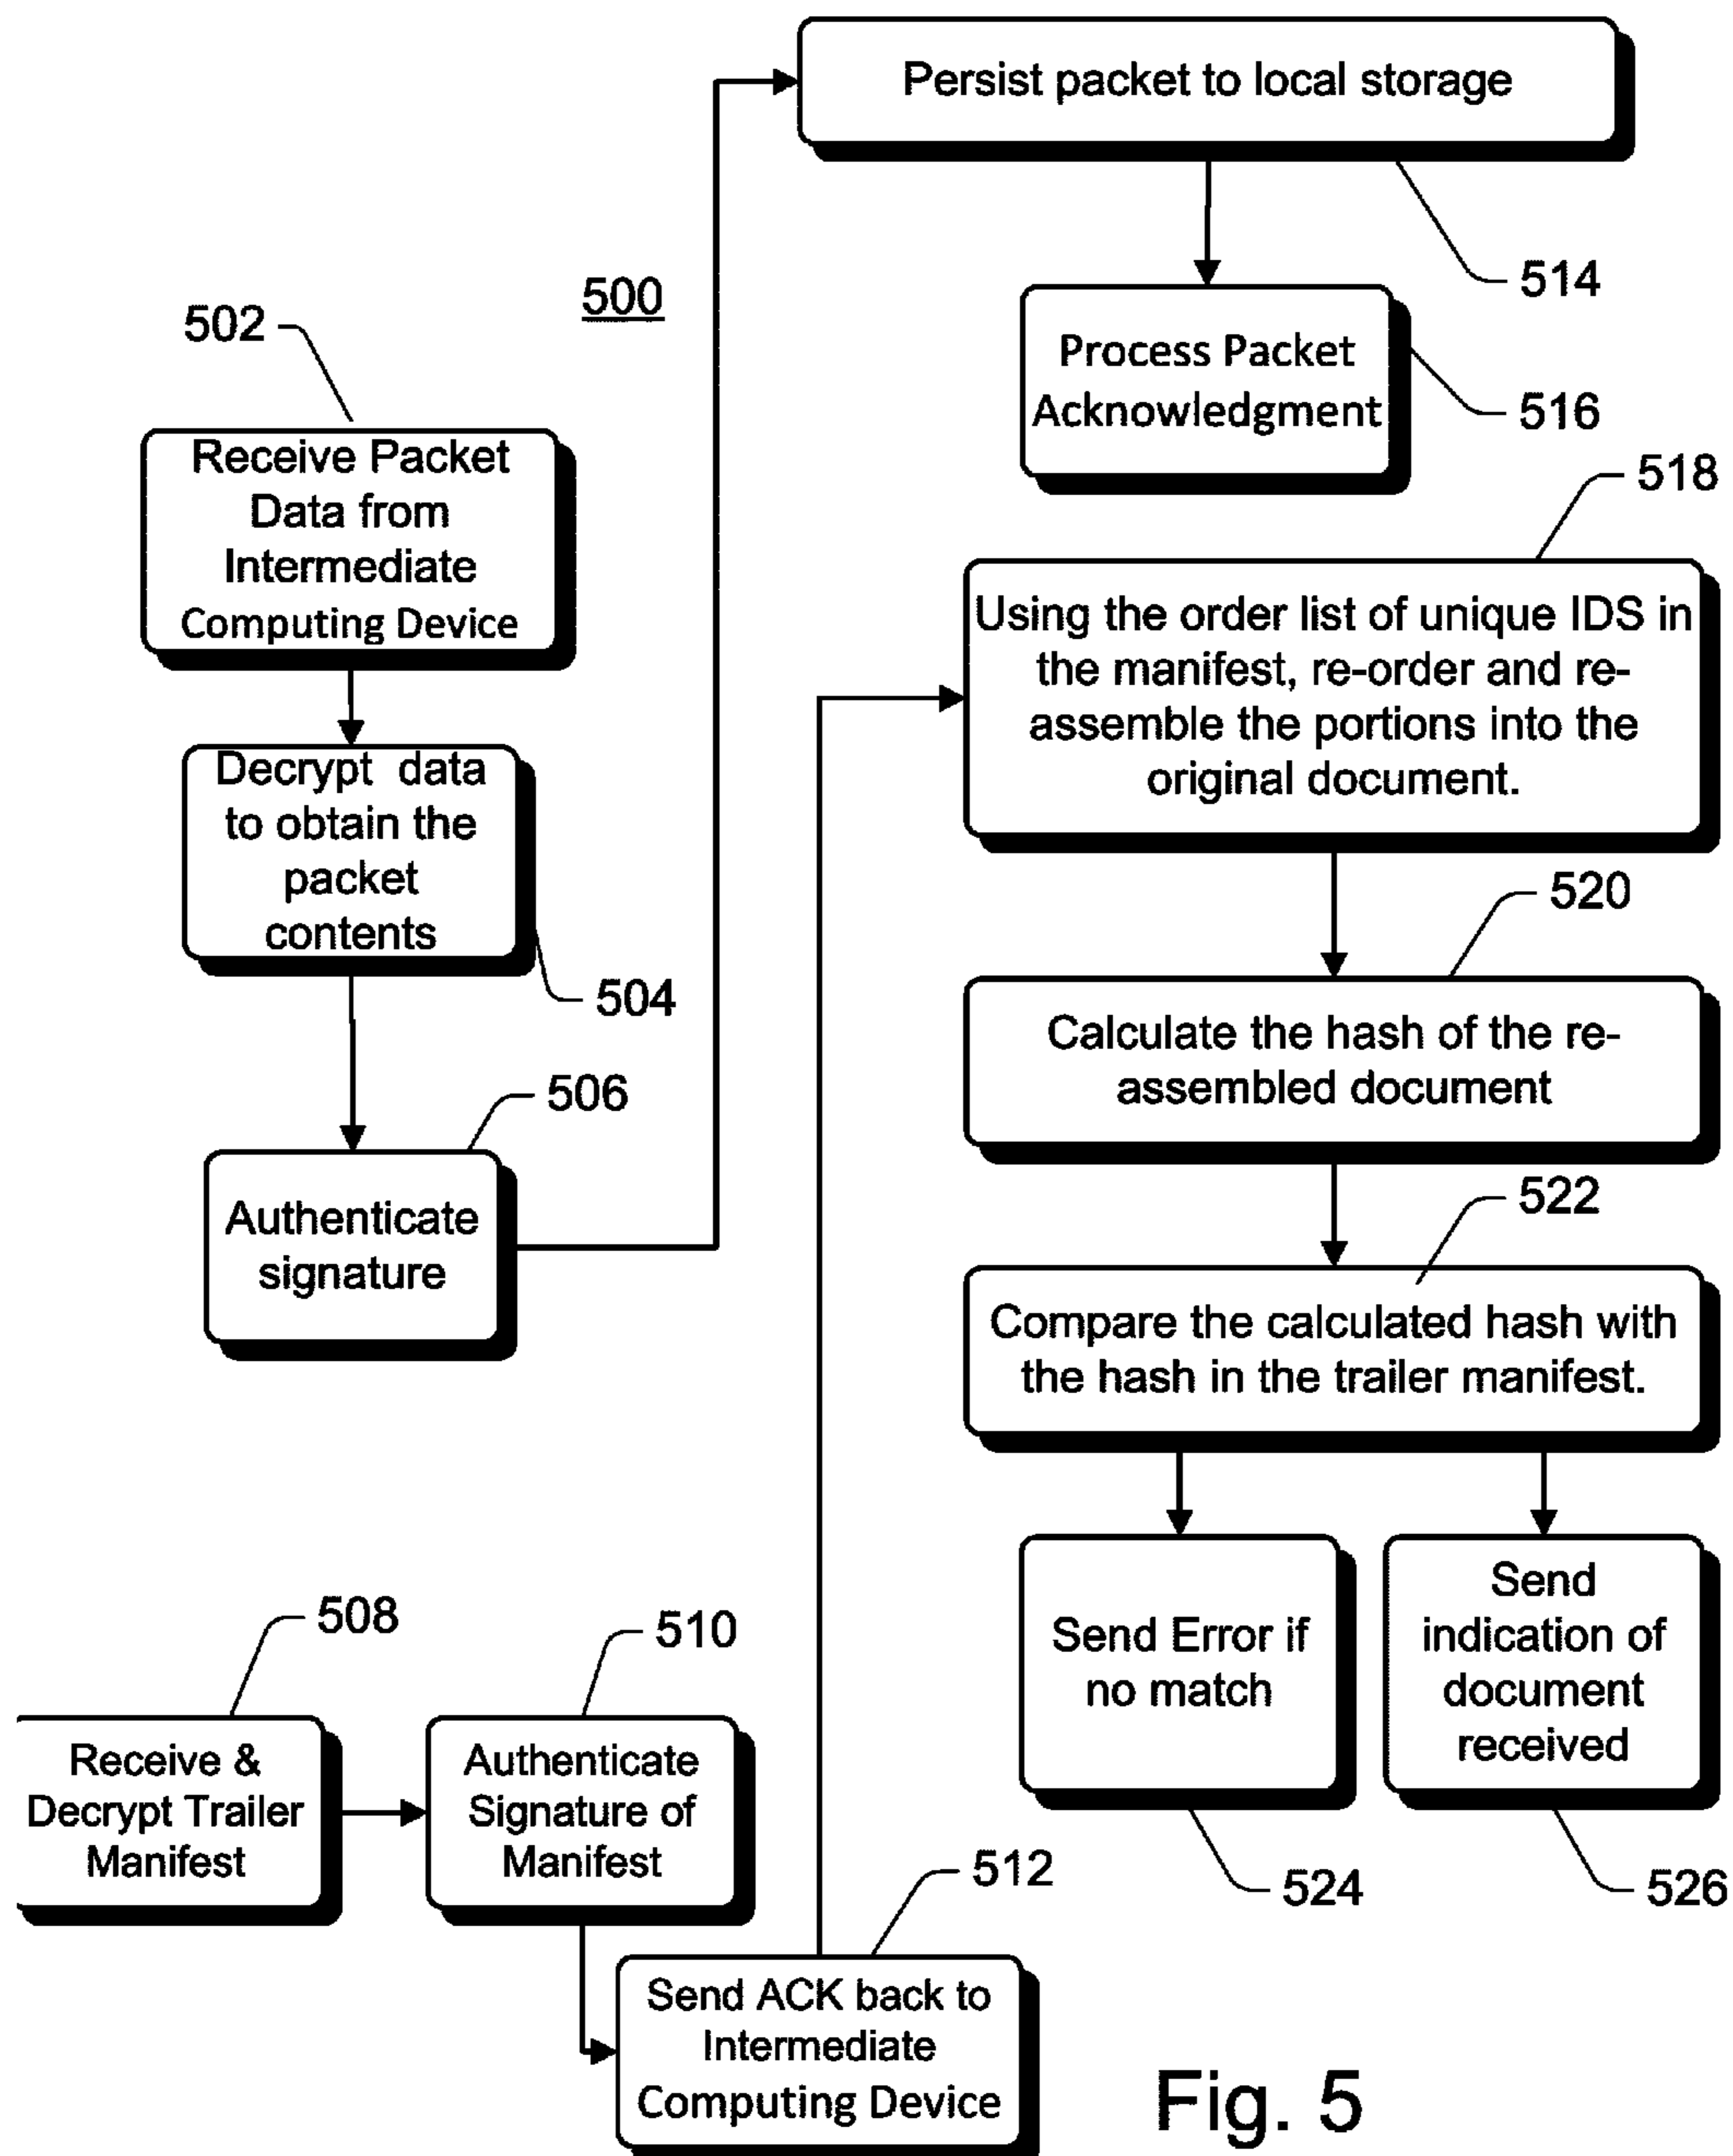 Persist packet to local storage
514
500
502
Process Packet
Acknowledgment
516
Receive Packet
Data from
Intermediate
Computing Device
518
Using the order list of unique IDS in
the manifest, re-order and re-
assemble the portions into the
original document.
Decrypt data
to obtain the
packet
contents
504
520
Calculate the hash of the re-
assembled document
506
Authenticate
signature
522
Compare the calculated hash with
the hash in the trailer manifest.
Send Error if
no match
524
Send
indication of
document
received
526
508
Receive &
Decrypt Trailer
Manifest
510
Authenticate
Signature of
Manifest
512
Send ACK back to
Intermediate
Computing Device
Fig. 5